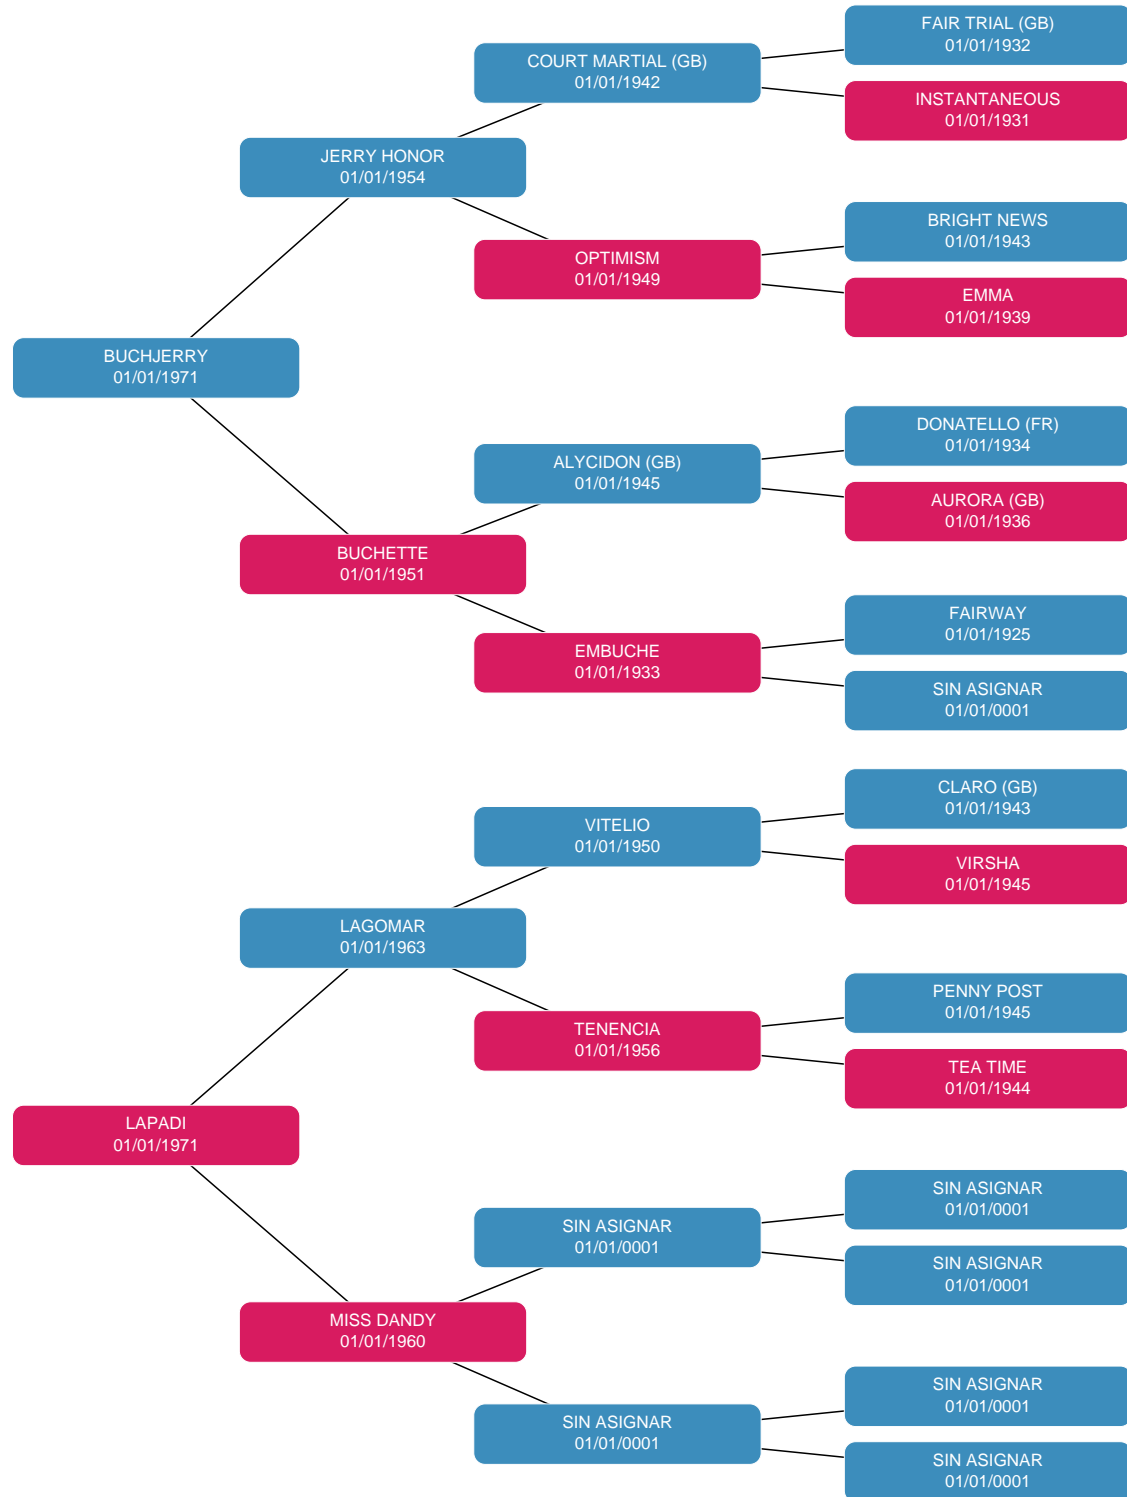 FAIR TRIAL (GB)
01/01/1932
COURT MARTIAL (GB)
01/01/1942
INSTANTANEOUS
01/01/1931
JERRY HONOR
01/01/1954
BRIGHT NEWS
01/01/1943
OPTIMISM
01/01/1949
EMMA
01/01/1939
BUCHJERRY
01/01/1971
DONATELLO (FR)
01/01/1934
ALYCIDON (GB)
01/01/1945
AURORA (GB)
01/01/1936
BUCHETTE
01/01/1951
FAIRWAY
01/01/1925
EMBUCHE
01/01/1933
SIN ASIGNAR
01/01/0001
CLARO (GB)
01/01/1943
VITELIO
01/01/1950
VIRSHA
01/01/1945
LAGOMAR
01/01/1963
PENNY POST
01/01/1945
TENENCIA
01/01/1956
TEA TIME
01/01/1944
LAPADI
01/01/1971
SIN ASIGNAR
01/01/0001
SIN ASIGNAR
01/01/0001
SIN ASIGNAR
01/01/0001
MISS DANDY
01/01/1960
SIN ASIGNAR
01/01/0001
SIN ASIGNAR
01/01/0001
SIN ASIGNAR
01/01/0001